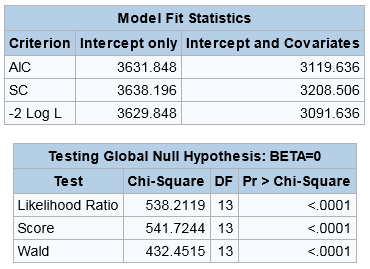 Model Fit Statistics
Criterion Intercept only Intercept and Covariates
AIC 3631.848 3119.636
SC 3638.196 3208.506
-2 Log L 3629.848 3091.636
Testing Global Null Hypothesis: BETA=0
Test Chi-Square DF Pr > Chi-Square
Likelihood Ratio 538.2119 13 <.0001
Score 541.7244 13 <.0001
Wald 432.4515 13 <.0001